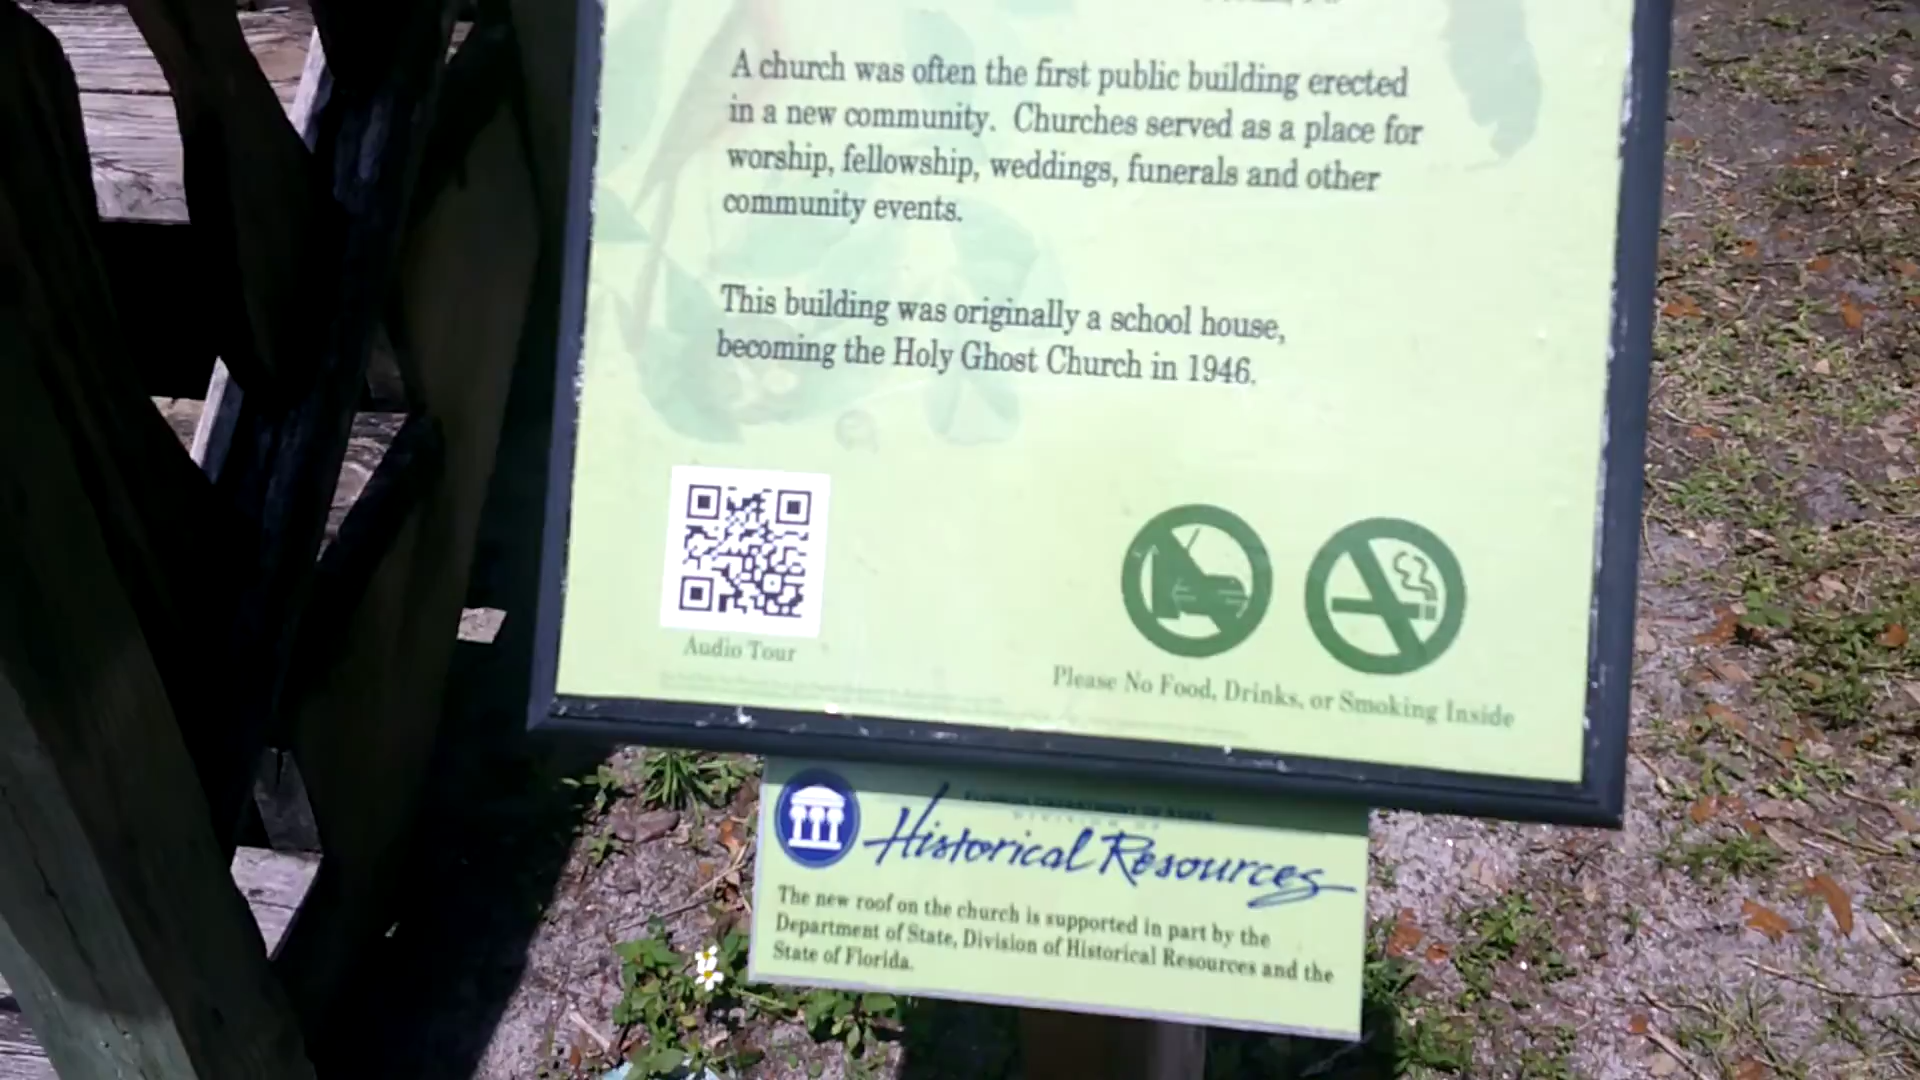 A church was often the first public building erected
in a new community. Churches served as a place for
worship, fellowship, weddings, funerals and other
community events.
This building was originally a school house,
becoming the Holy Ghost Church in 1946.
Audio Tour
Please No Food, Drinks, or Smoking Inside
Historical Resources
The new roof on the church is supported in part by the
Department of State, Division of Historical Resources and the
State of Florida.